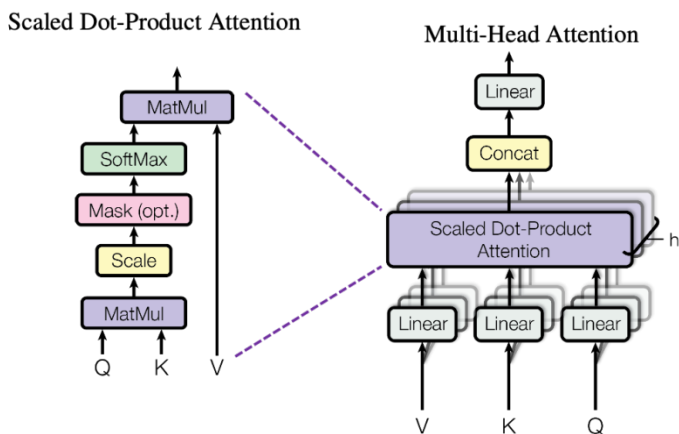 Scaled Dot-Product Attention
MatMul
SoftMax
Mask (opt.)
Scale
MatMul
Q K V
Multi-Head Attention
Linear
Concat
Scaled Dot-Product
Attention
h
Linear Linear Linear
V K Q